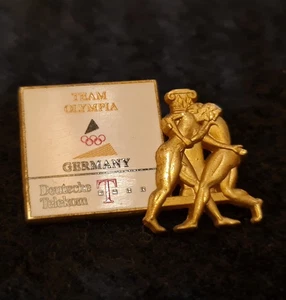 TEAM
OLYMPIA
GERMANY
Deutsche
Telekom T